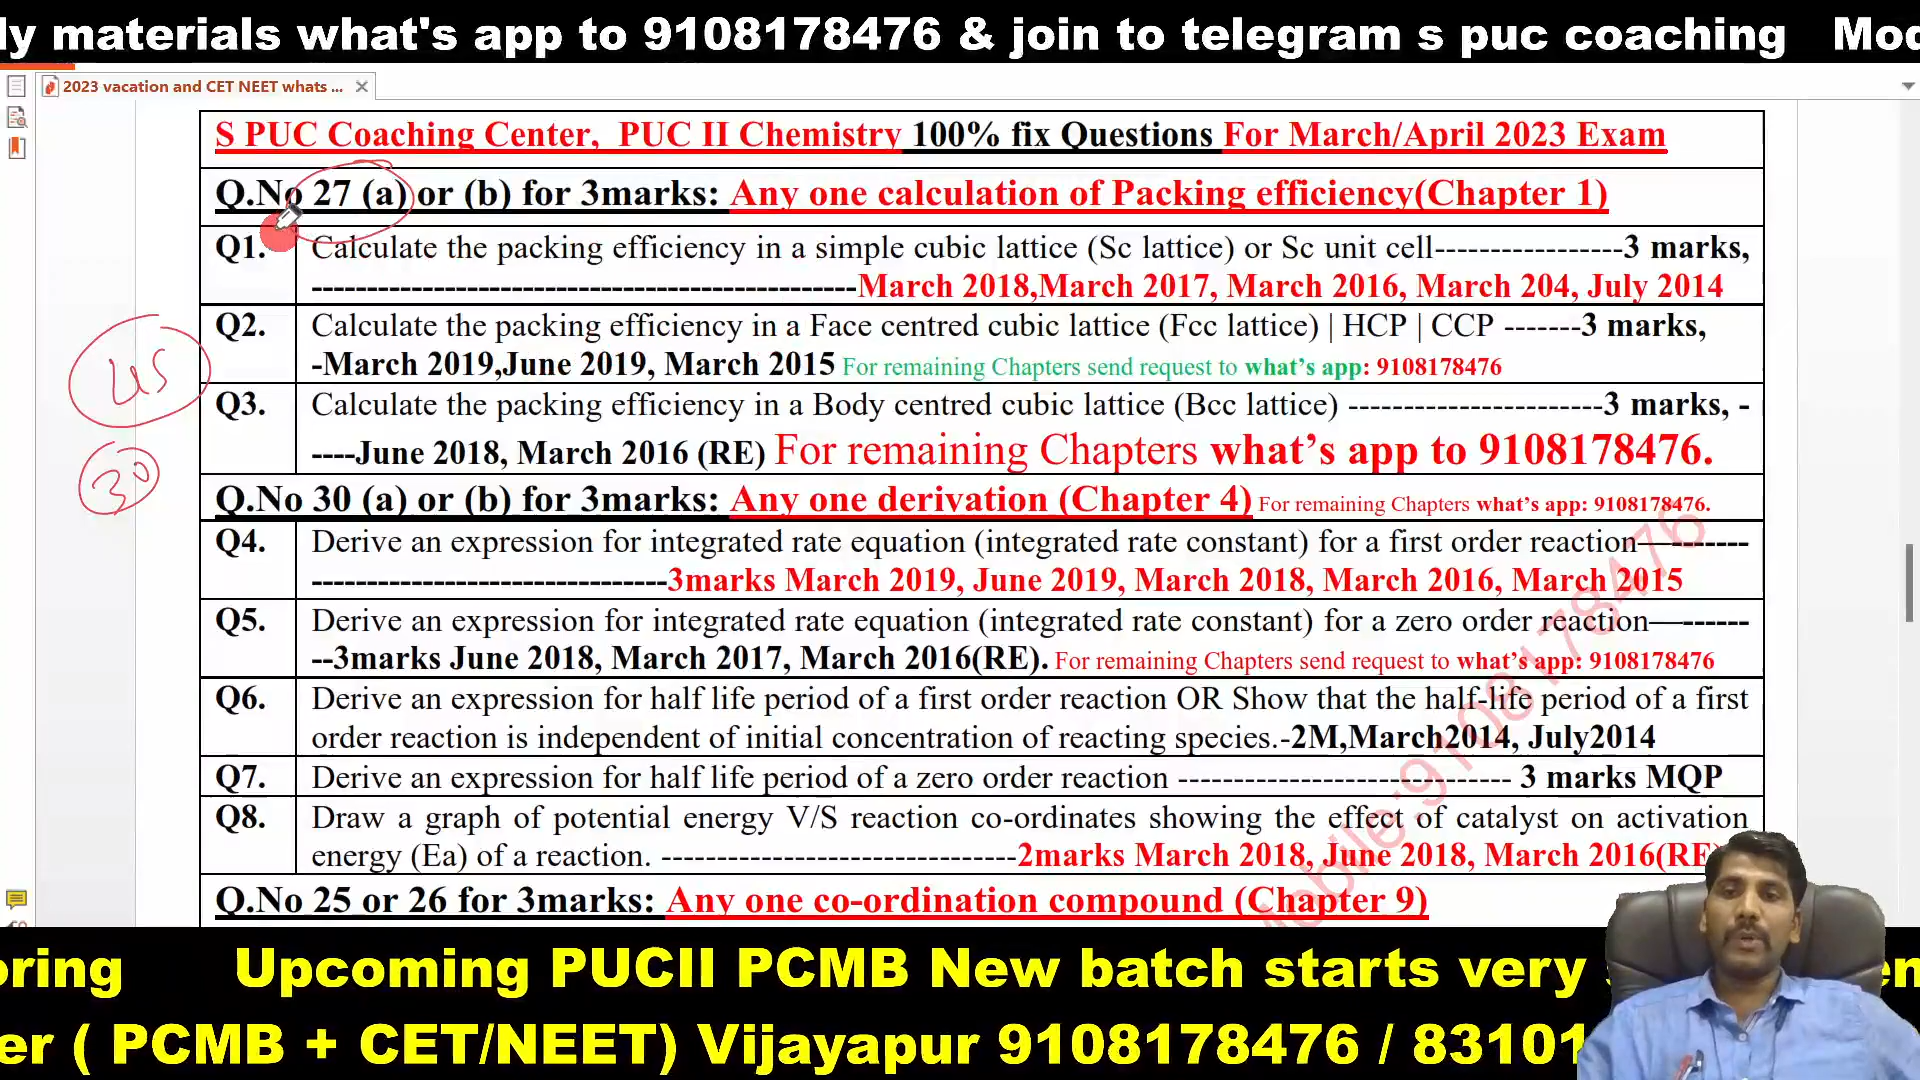 ly materials what's app to 9108178476 & join to telegram s puc coaching Mod
2023 vacation and CET NEET whats ...
S PUC Coaching Center, PUC II Chemistry 100% fix Questions For March/April 2023 Exam
Q.No 27 (a) or (b) for 3marks: Any one calculation of Packing efficiency(Chapter 1)
Q1. Calculate the packing efficiency in a simple cubic lattice (Sc lattice) or Sc unit cell-----------------3 marks,
--------------------------------------------------March 2018,March 2017, March 2016, March 204, July 2014
Q2. Calculate the packing efficiency in a Face centred cubic lattice (Fcc lattice) | HCP | CCP -------3 marks,
-March 2019,June 2019, March 2015 For remaining Chapters send request to what's app: 9108178476
45
Q3. Calculate the packing efficiency in a Body centred cubic lattice (Bcc lattice) -----------------------3 marks, -
----June 2018, March 2016 (RE) For remaining Chapters what's app to 9108178476.
30
Q.No 30 (a) or (b) for 3marks: Any one derivation (Chapter 4) For remaining Chapters what's app: 9108178476.
Q4. Derive an expression for integrated rate equation (integrated rate constant) for a first order reaction—-------
--------------------------------3marks March 2019, June 2019, March 2018, March 2016, March 2015
Q5. Derive an expression for integrated rate equation (integrated rate constant) for a zero order reaction—-------
--3marks June 2018, March 2017, March 2016(RE). For remaining Chapters send request to what's app: 9108178476
Q6. Derive an expression for half life period of a first order reaction OR Show that the half-life period of a first
order reaction is independent of initial concentration of reacting species.-2M,March2014, July2014
Q7. Derive an expression for half life period of a zero order reaction ------------------------------ 3 marks MQP
Q8. Draw a graph of potential energy V/S reaction co-ordinates showing the effect of catalyst on activation
energy (Ea) of a reaction. --------------------------------2marks March 2018, June 2018, March 2016(RE)
Q.No 25 or 26 for 3marks: Any one co-ordination compound (Chapter 9)
Mobile:9108178476
oring Upcoming PUCII PCMB New batch starts very
er ( PCMB + CET/NEET) Vijayapur 9108178476 / 83101